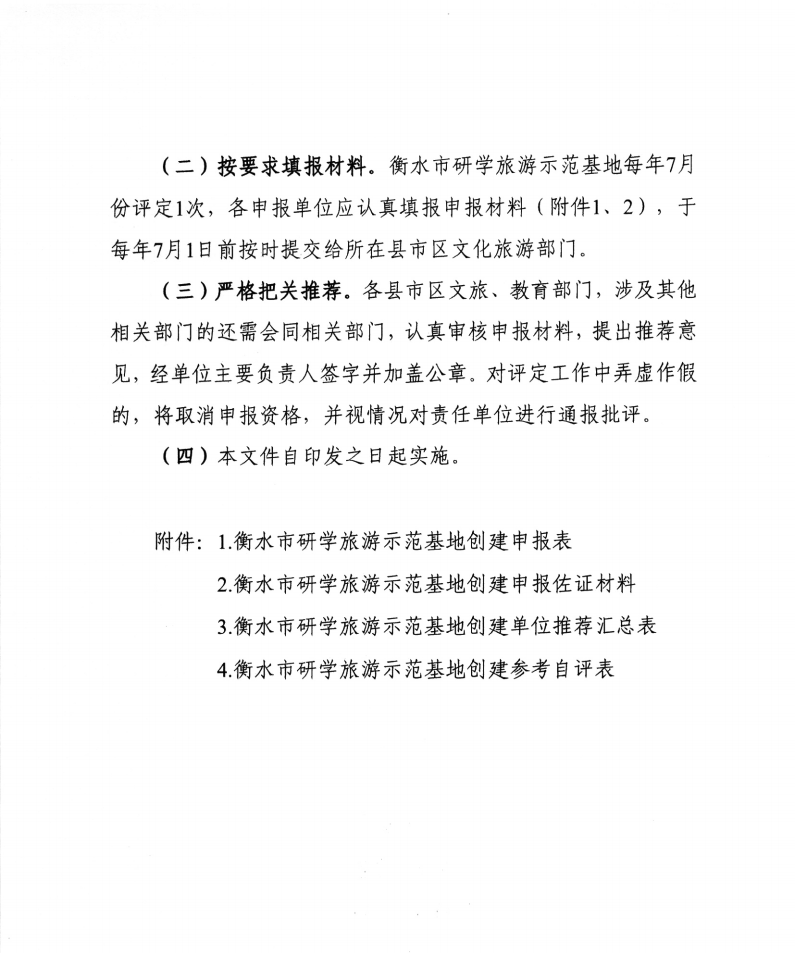 （二）按要求填报材料。衡水市研学旅游示范基地每年7月
份评定1次，各申报单位应认真填报申报材料（附件1、2），于
每年7月1日前按时提交给所在县市区文化旅游部门。
（三）严格把关推荐。各县市区文旅、教育部门，涉及其他
相关部门的还需会同相关部门，认真审核申报材料，提出推荐意
见，经单位主要负责人签字并加盖公章。对评定工作中弄虚作假
的，将取消申报资格，并视情况对责任单位进行通报批评。
（四）本文件自印发之日起实施。
附件：1.衡水市研学旅游示范基地创建申报表
2.衡水市研学旅游示范基地创建申报佐证材料
3.衡水市研学旅游示范基地创建单位推荐汇总表
4.衡水市研学旅游示范基地创建参考自评表